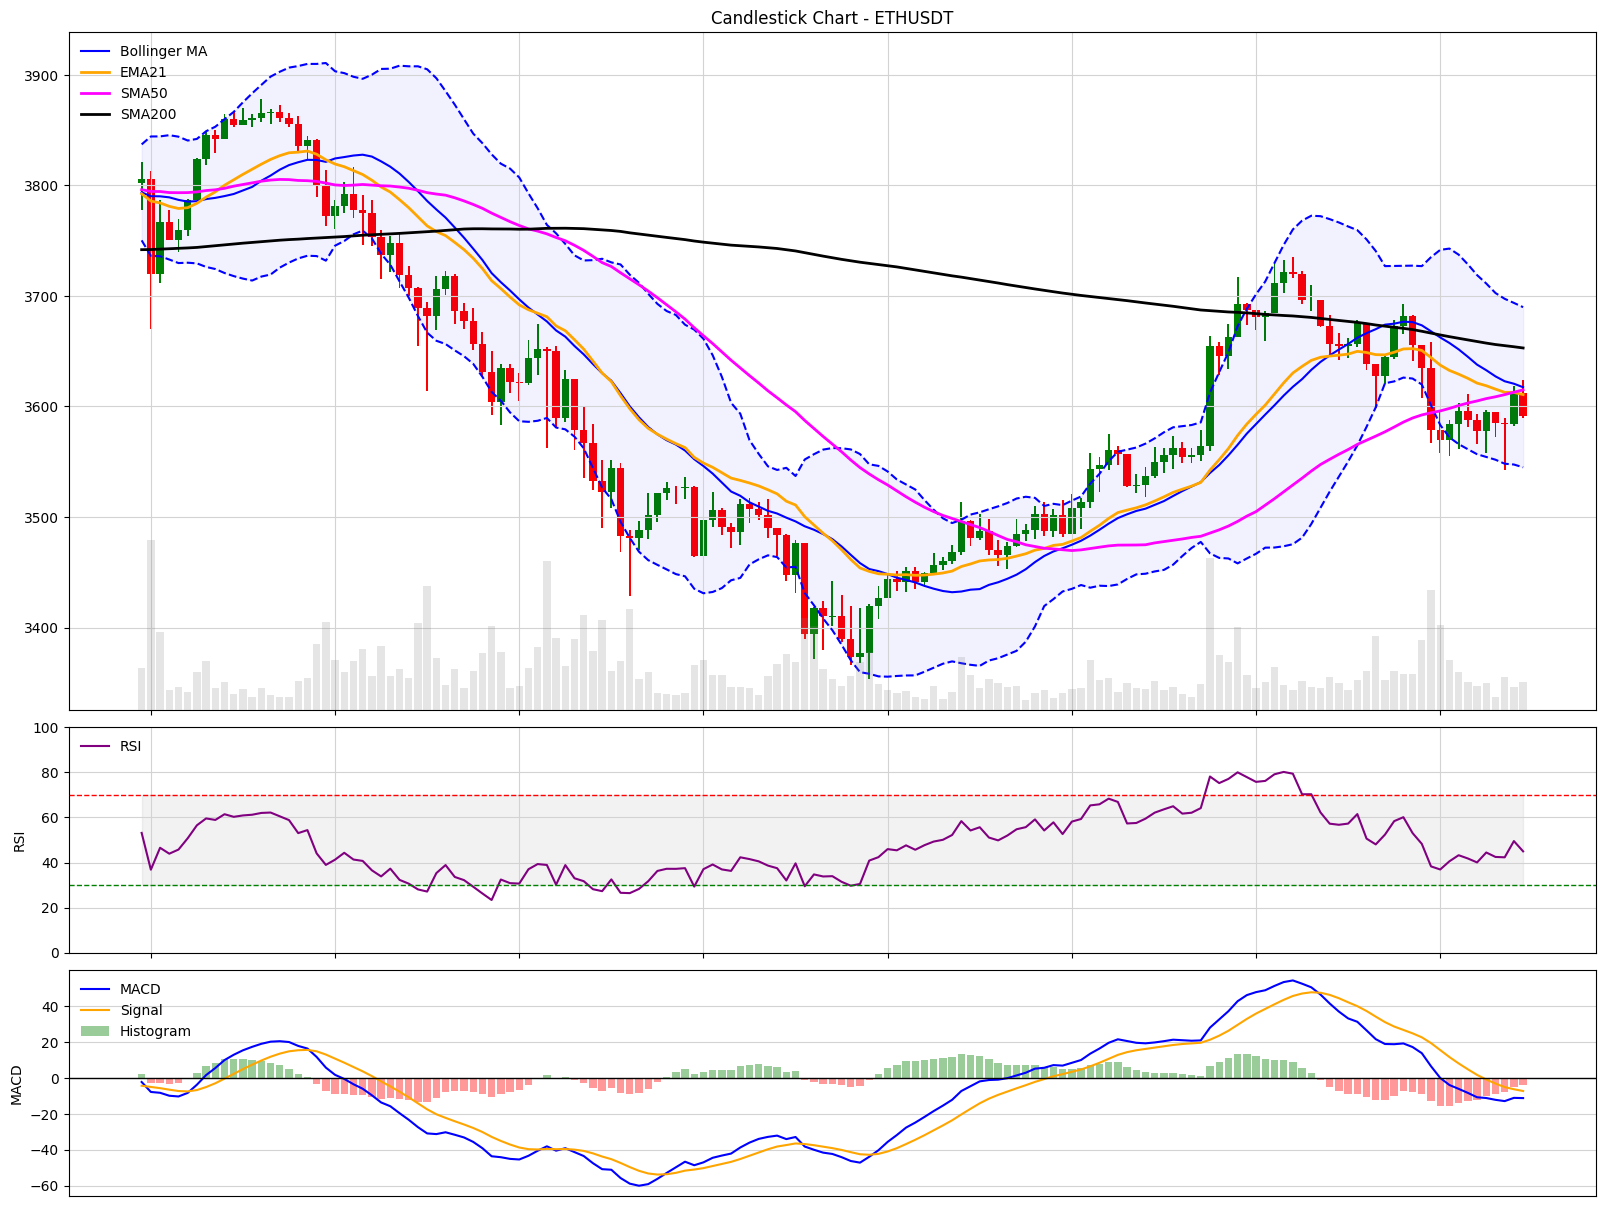 Candlestick Chart - ETHUSDT
Bollinger MA
EMA21
SMA50
SMA200
3900
3800
3700
3600
3500
3400
RSI
100
80
60
40
20
0
RSI
MACD
Signal
Histogram
40
20
0
−20
−40
−60
MACD